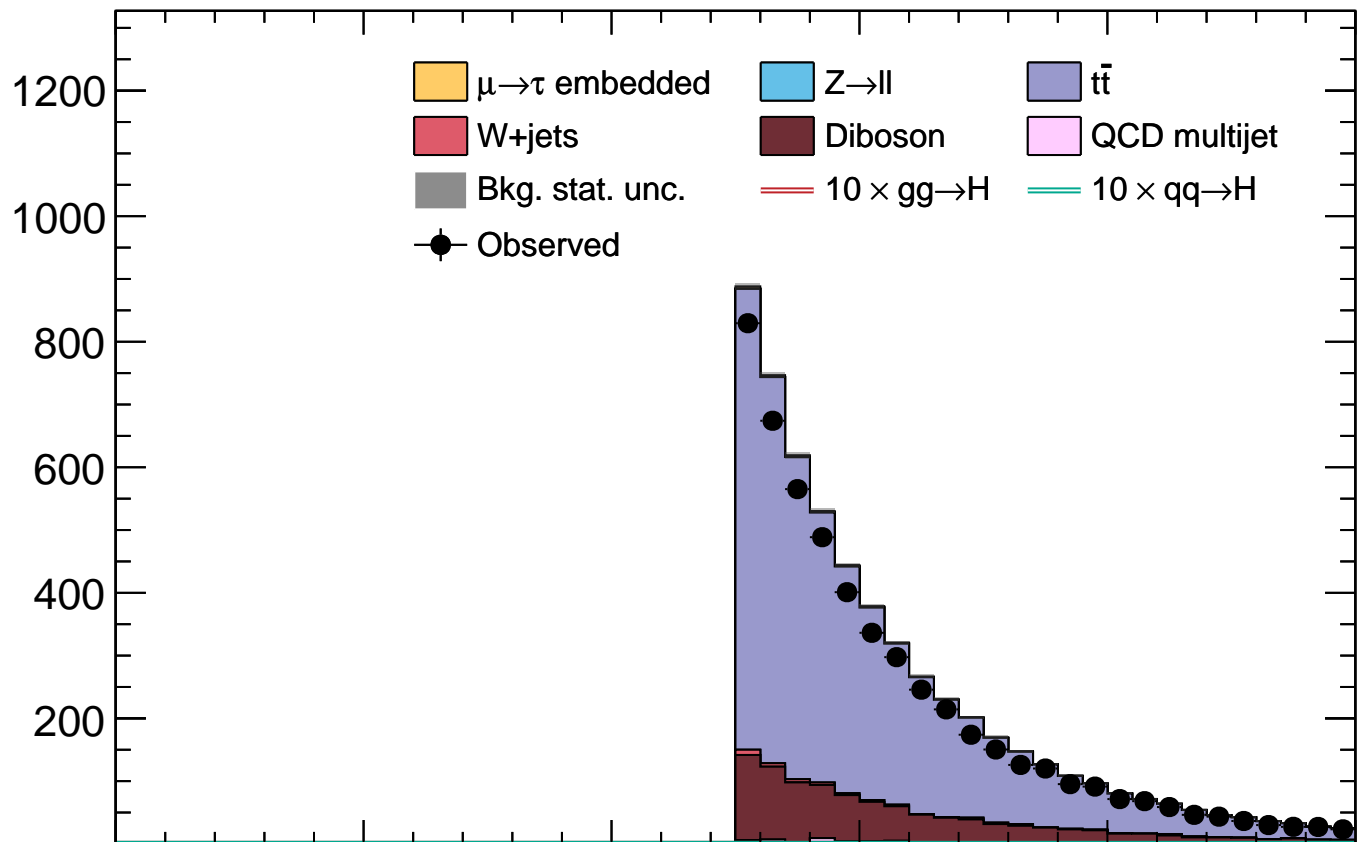 1200
1000
800
600
400
200
μ→τ embedded Z→ll tt̄
W+jets Diboson QCD multijet
Bkg. stat. unc. 10 × gg→H 10 × qq→H
Observed